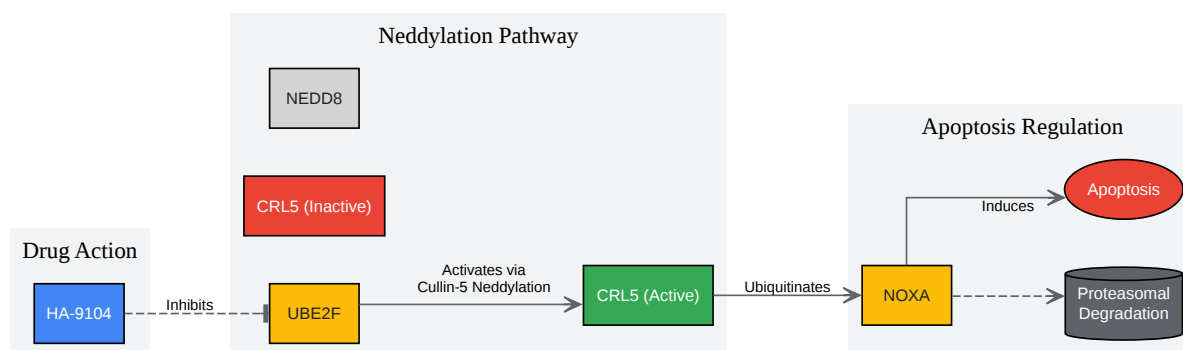 Neddylation Pathway
NEDD8
CRL5 (Inactive)
Drug Action
HA-9104
Inhibits
UBE2F
Activates via
Cullin-5 Neddylation
CRL5 (Active)
Ubiquitinates
Apoptosis Regulation
Apoptosis
Induces
NOXA
Proteasomal
Degradation